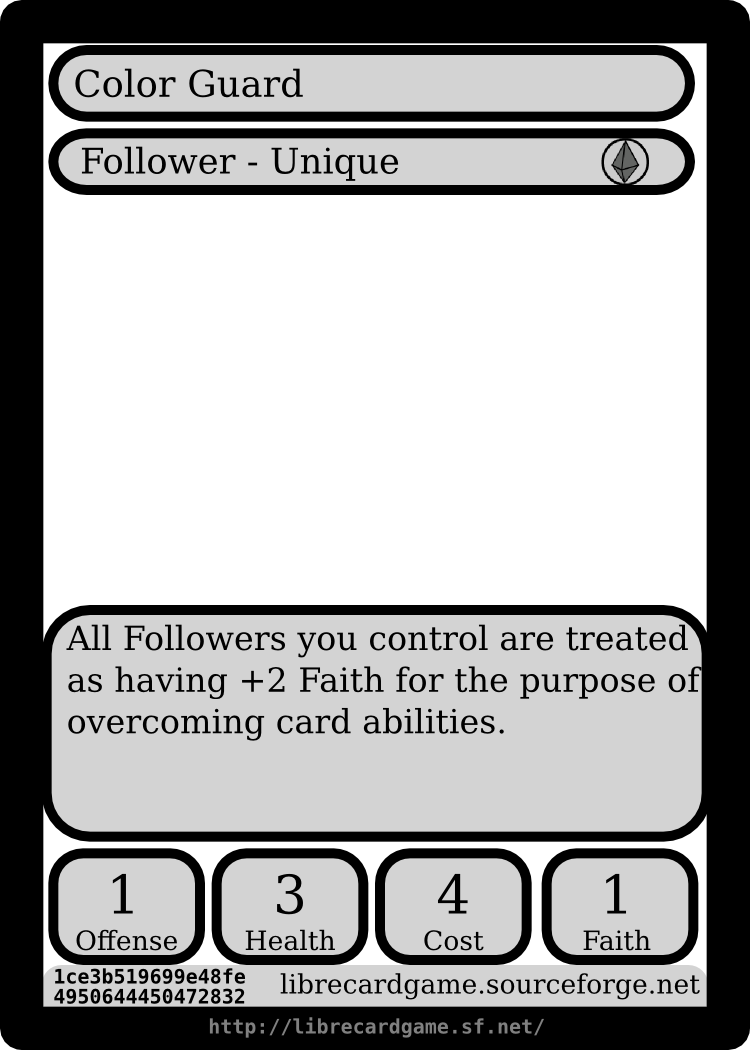 Color Guard
Follower - Unique
All Followers you control are treated
as having +2 Faith for the purpose of
overcoming card abilities.
1
Offense
3
Health
4
Cost
1
Faith
1ce3b519699e48fe
4950644450472832
librecardgame.sourceforge.net
http://librecardgame.sf.net/